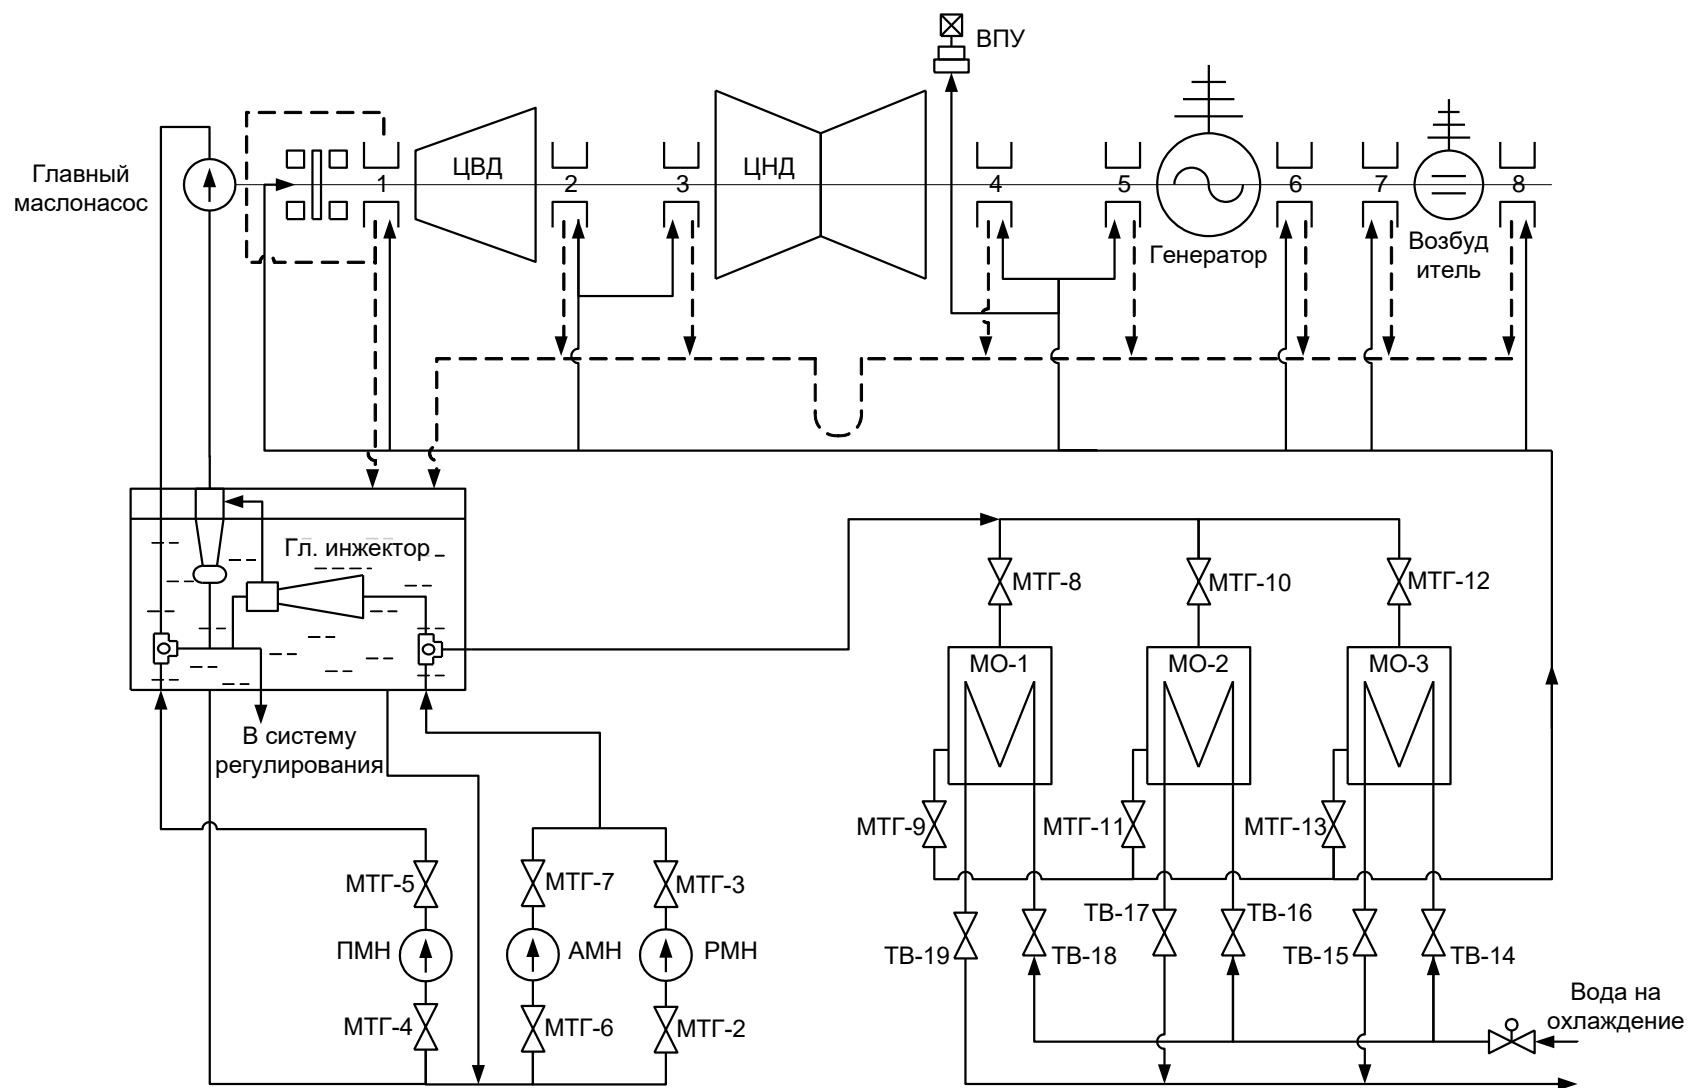 ВПУ
Главный
маслонасос
1
ЦВД
2
3
ЦНД
4
5
6
7
8
Генератор
Возбуд
итель
Гл. инжектор
МТГ-8
МТГ-10
МТГ-12
МО-1
МО-2
МО-3
В систему
регулирования
МТГ-9
МТГ-11
МТГ-13
МТГ-5
МТГ-7
МТГ-3
ТВ-17
ТВ-16
ПМН
АМН
РМН
ТВ-19
ТВ-18
ТВ-15
ТВ-14
МТГ-4
МТГ-6
МТГ-2
Вода на
охлаждение